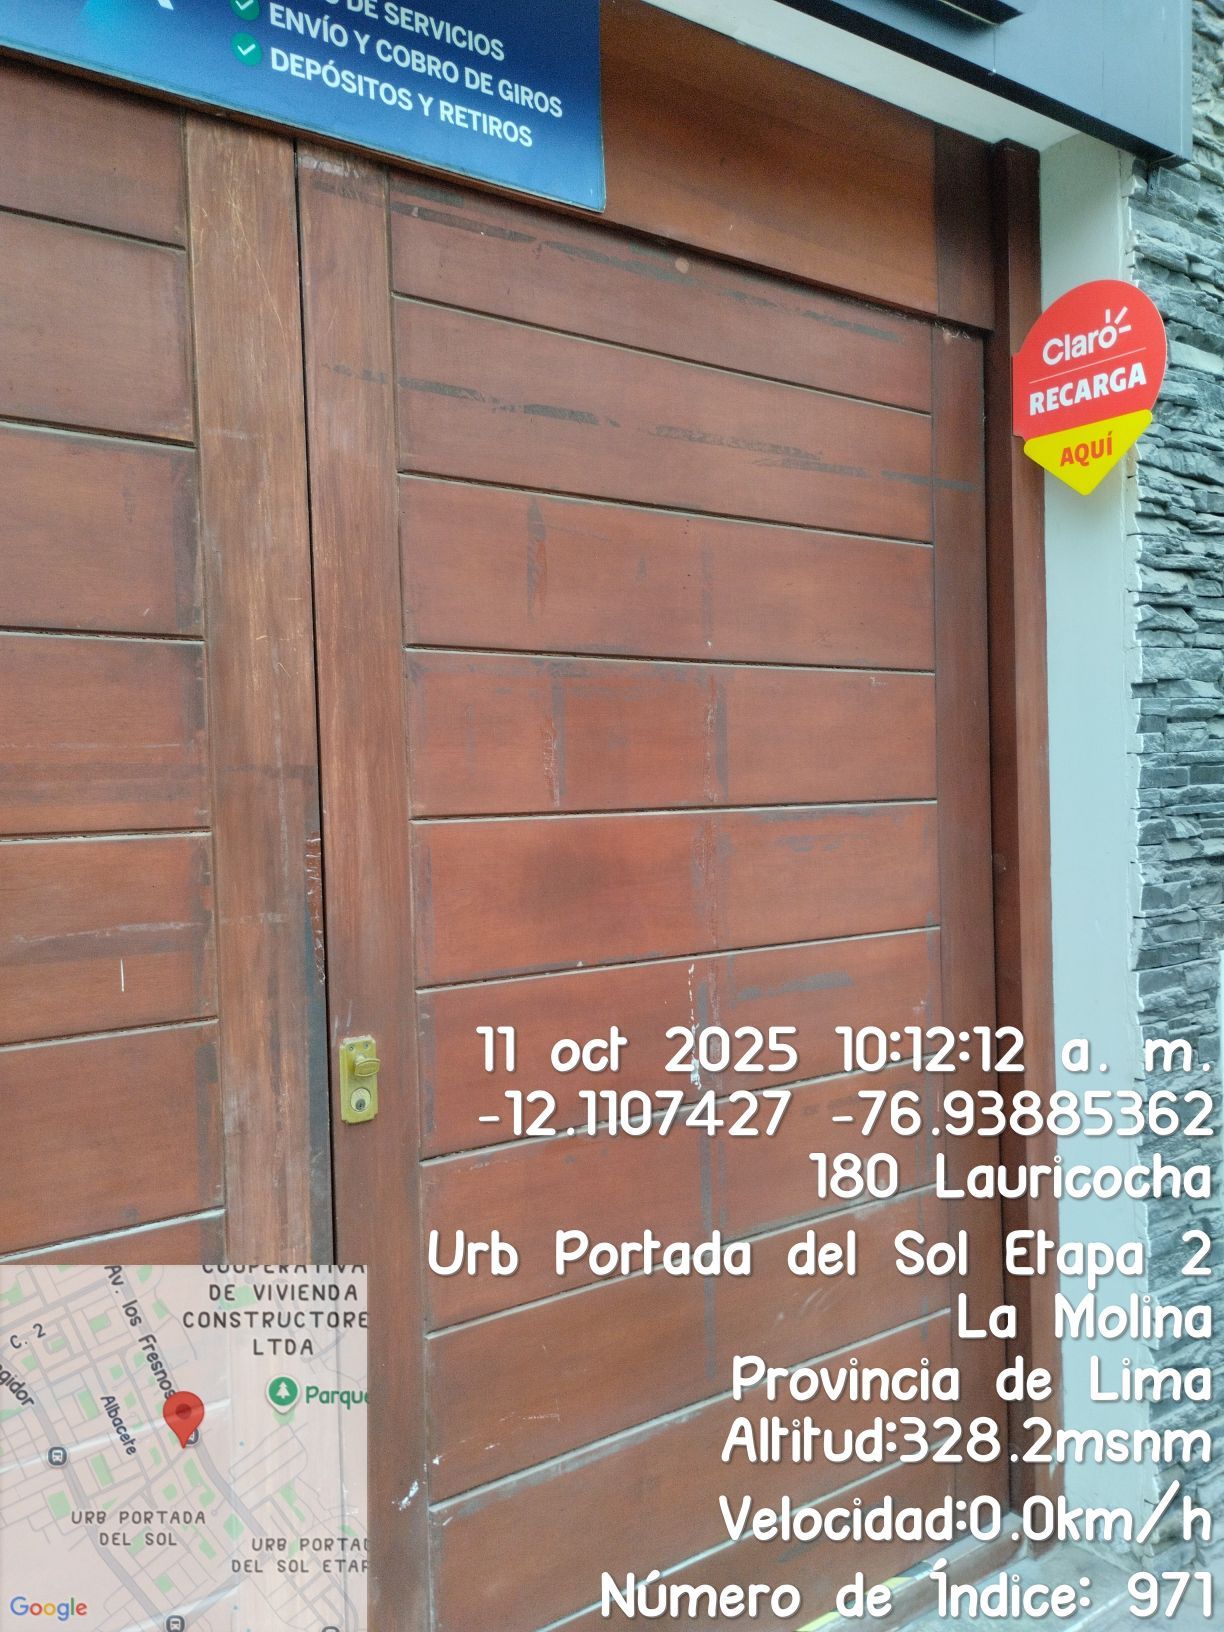 DE SERVICIOS
ENVÍO Y COBRO DE GIROS
DEPÓSITOS Y RETIROS
Claro
RECARGA
AQUÍ
11 oct 2025 10:12:12 a. m.
-12.1107427 -76.93885362
180 Lauricocha
Urb Portada del Sol Etapa 2
La Molina
Provincia de Lima
Altitud:328.2msnm
Velocidad:0.0km/h
Número de Índice: 971
COOPERATIVA
DE VIVIENDA
CONSTRUCTORE
LTDA
Av. los Fresnos
C. 2
gidor
Albacete
Parque
URB PORTADA
DEL SOL
URB PORTA
DEL SOL ETAP
Google